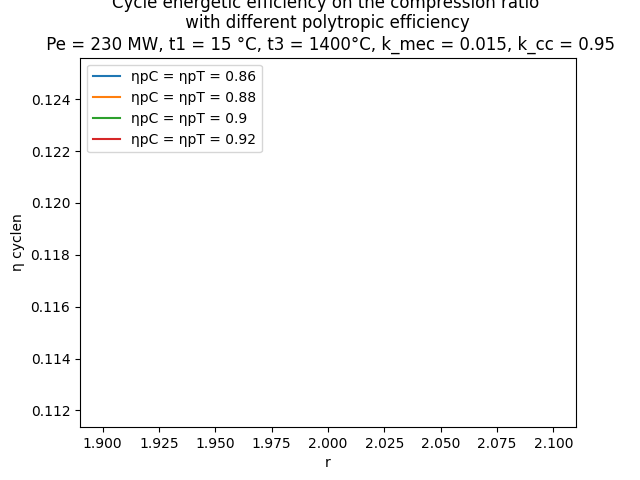 Cycle energetic efficiency on the compression ratio
with different polytropic efficiency
Pe = 230 MW, t1 = 15 °C, t3 = 1400°C, k_mec = 0.015, k_cc = 0.95
ηpC = ηpT = 0.86
ηpC = ηpT = 0.88
ηpC = ηpT = 0.9
ηpC = ηpT = 0.92
0.124
0.122
0.120
0.118
0.116
0.114
0.112
η cyclen
1.900 1.925 1.950 1.975 2.000 2.025 2.050 2.075 2.100
r